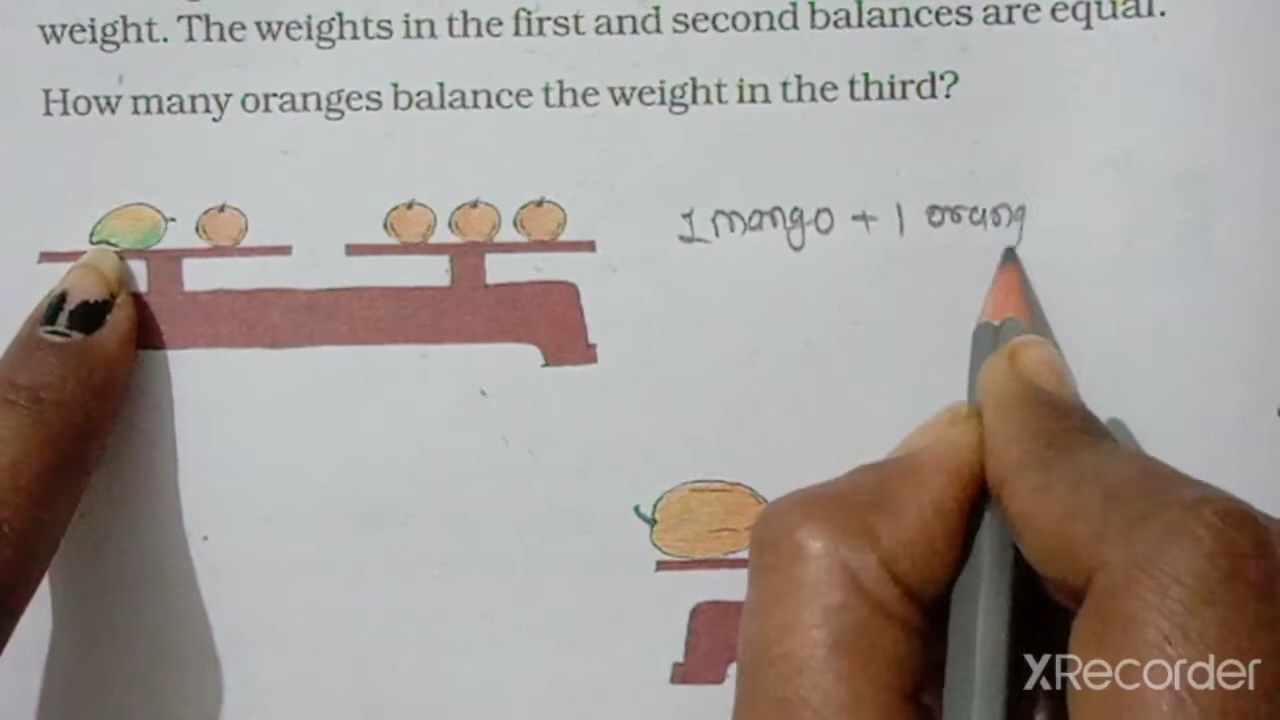 weight. The weights in the first and second balances are equal.
How many oranges balance the weight in the third?
1 mango + 1 orang
XRecorder